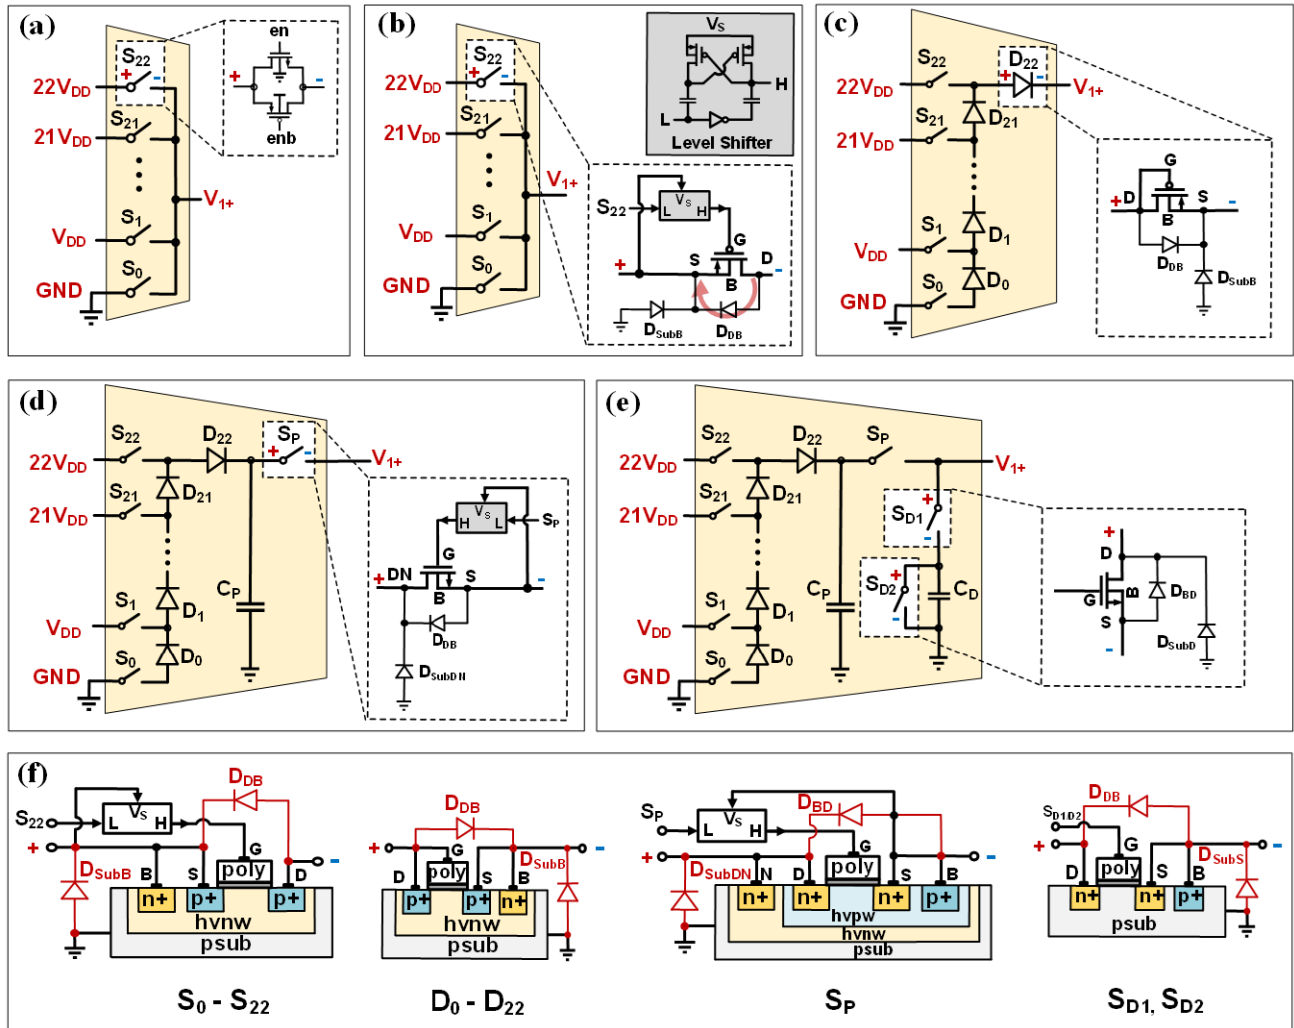 (a)
en
S22
+
-
+
-
22VDD
enb
21VDD
S21
V1+
S1
VDD
S0
GND
(b)
VS
S22
+
-
H
22VDD
L
Level Shifter
21VDD
S21
V1+
S22
L
VS
H
S1
VDD
G
S
D
S0
+
B
-
GND
DSubB
DDB
(c)
S22
D22
+
-
22VDD
V1+
S21
D21
21VDD
G
D
S
+
-
B
S1
D1
DDB
VDD
DSubB
S0
D0
GND
(d)
S22
D22
SP
+
-
22VDD
V1+
D21
S21
21VDD
VS
H
L
SP
G
+
DN
S
-
B
CP
S1
D1
DDB
VDD
S0
D0
DSubDN
GND
(e)
S22
D22
SP
22VDD
V1+
D21
S21
+
21VDD
SD1
-
+
D
+
SD2
CD
B
DBD
G
CP
S1
D1
-
S
VDD
DSubD
-
S0
D0
GND
(f)
DDB
S22
L
VS
H
+
G
-
DSubB
B
S
poly
D
n+
p+
p+
hvnw
psub
S0 - S22
DDB
+
G
-
D
poly
S
B
DSubB
p+
p+
n+
hvnw
psub
D0 - D22
SP
L
VS
H
DBD
+
G
-
DSubDN
N
D
poly
S
B
n+
n+
n+
p+
hvpw
hvnw
psub
SP
DDB
SD1,D2
+
G
-
D
poly
S
B
DSubS
n+
n+
p+
psub
SD1, SD2